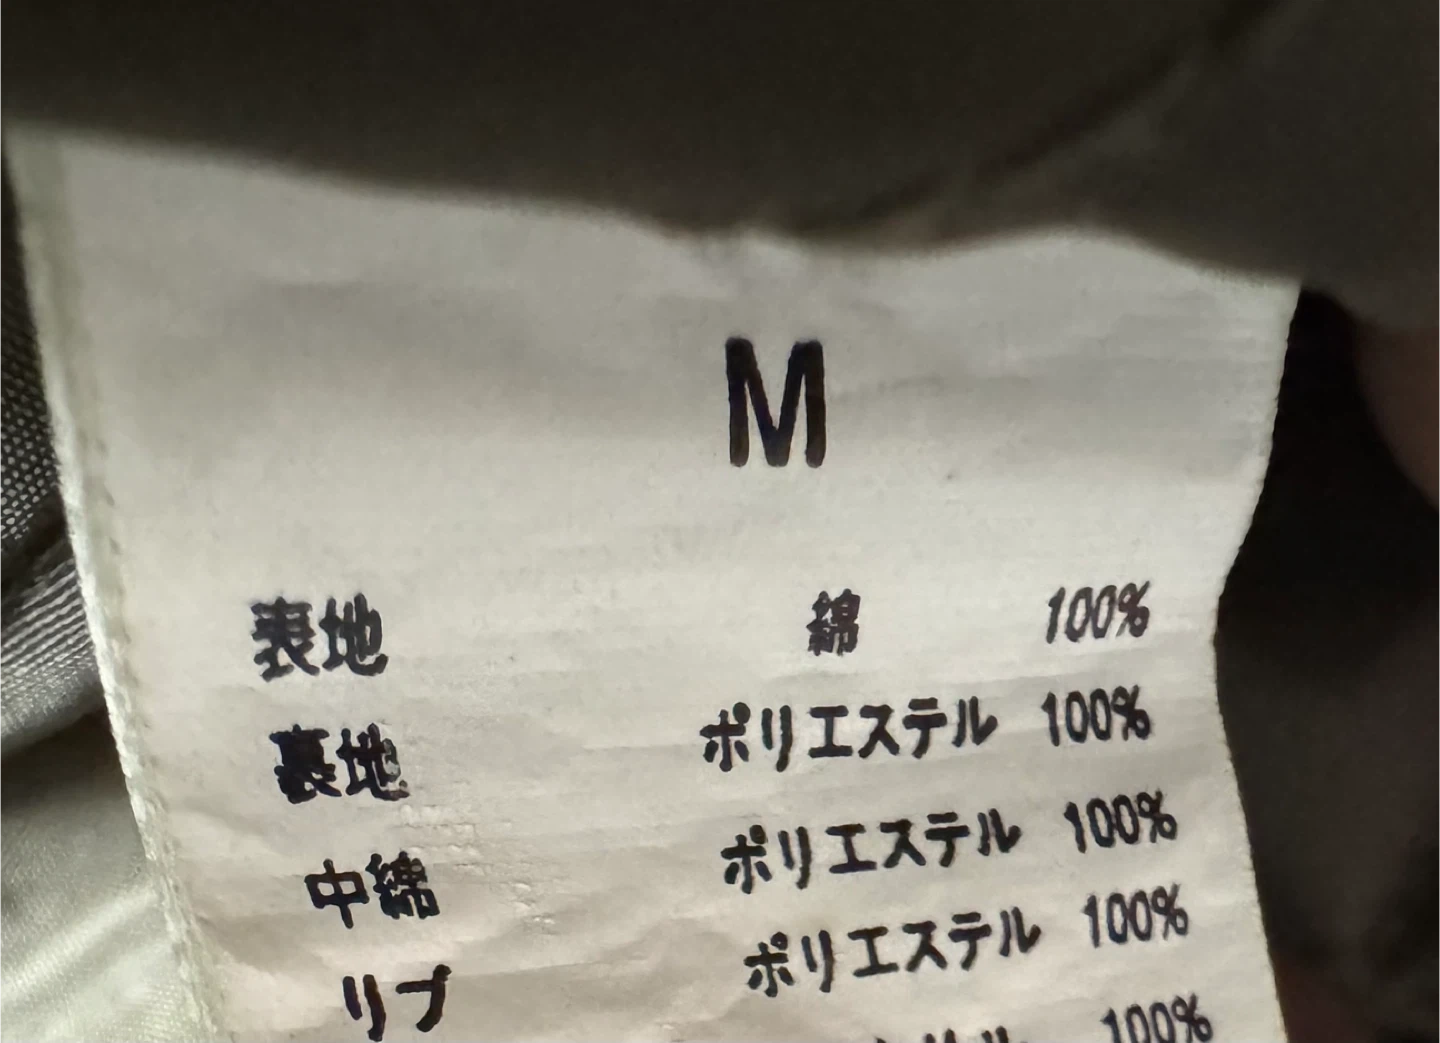 M
表地 綿 100%
裏地 ポリエステル 100%
中綿 ポリエステル 100%
リブ ポリエステル 100%
100%